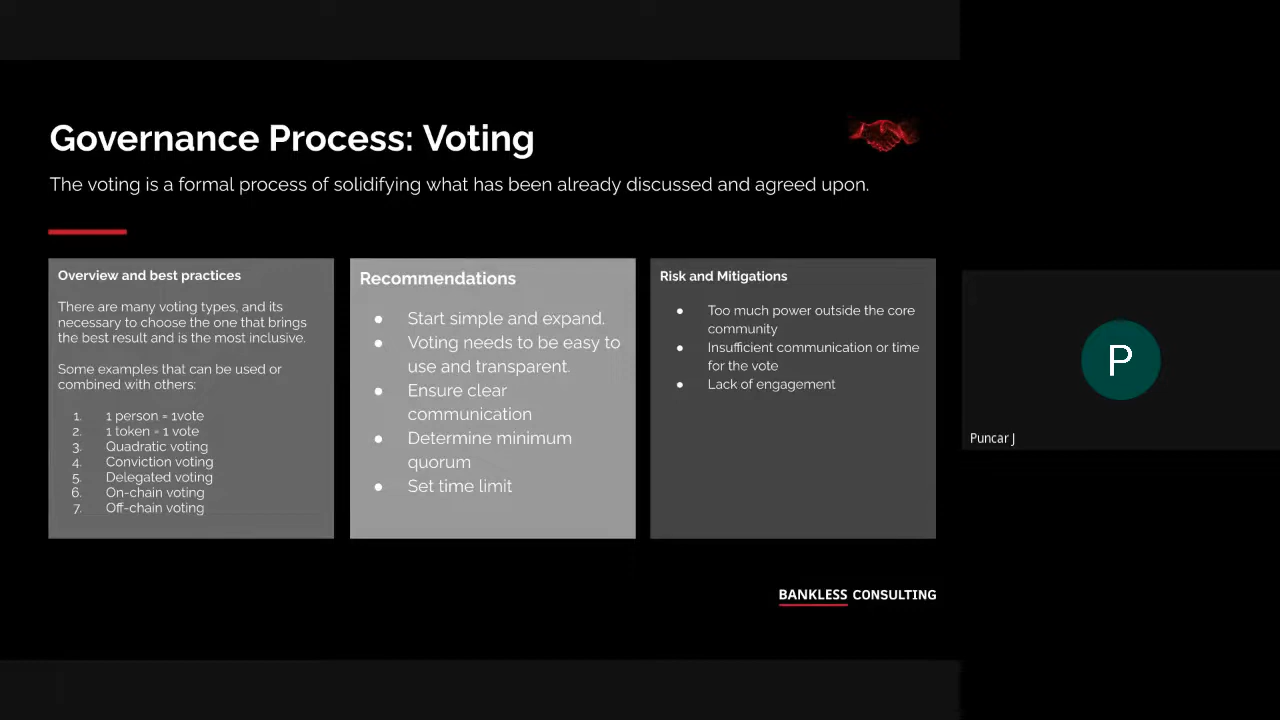 Governance Process: Voting
The voting is a formal process of solidifying what has been already discussed and agreed upon.
Overview and best practices
There are many voting types, and its
necessary to choose the one that brings
the best result and is the most inclusive.
Some examples that can be used or
combined with others:
1. 1 person = 1vote
2. 1 token = 1 vote
3. Quadratic voting
4. Conviction voting
5. Delegated voting
6. On-chain voting
7. Off-chain voting
Recommendations
● Start simple and expand.
● Voting needs to be easy to
use and transparent.
● Ensure clear
communication
● Determine minimum
quorum
● Set time limit
Risk and Mitigations
● Too much power outside the core
community
● Insufficient communication or time
for the vote
● Lack of engagement
BANKLESS CONSULTING
P
Puncar J